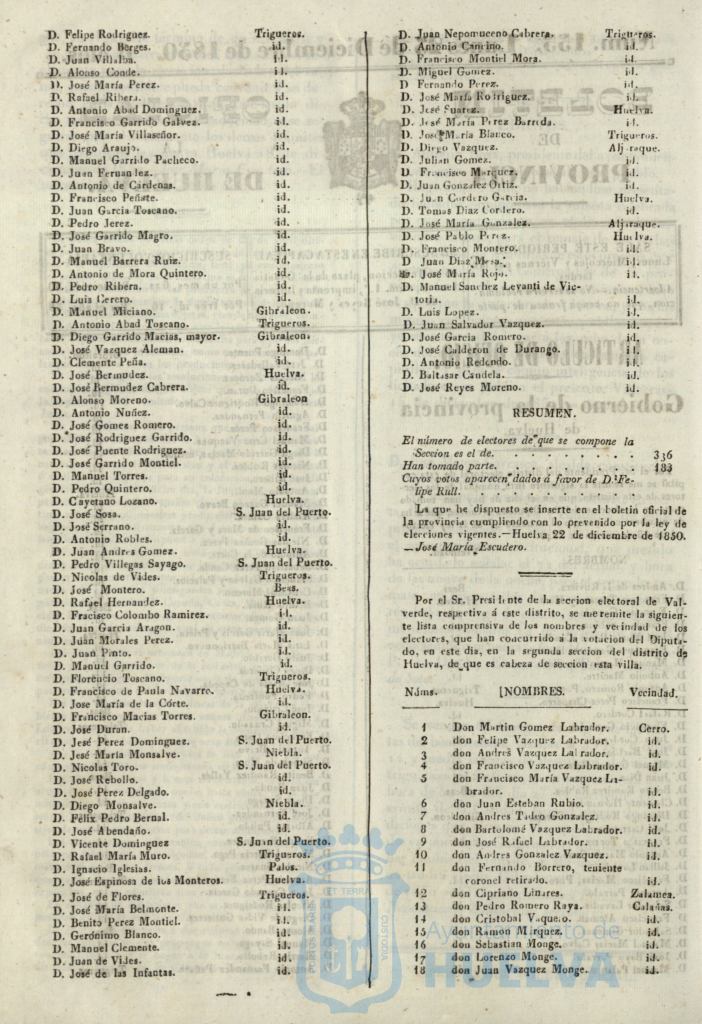 D. Felipe Rodriguez. Trigueros.
D. Fernando Borges. id.
D. Juan Villalba. id.
D. Alonso Conde. id.
D. José María Perez. id.
D. Rafael Ribera. id.
D. Antonio Abad Dominguez. id.
D. Francisco Garrido Galvez. id.
D. José María Villaseñor. id.
D. Diego Araujo. id.
D. Manuel Garrido Pacheco. id.
D. Juan Fernandez. id.
D. Antonio de Cárdenas. id.
D. Francisco Peñate. id.
D. Juan Garcia Toscano. id.
D. Pedro Jerez. id.
D. José Garrido Magro. id.
D. Juan Bravo. id.
D. Manuel Barrera Ruiz. id.
D. Antonio de Mora Quintero. id.
D. Pedro Ribera. id.
D. Luis Cerero. id.
D. Manuel Miciano. Gibraleon.
D. Antonio Abad Toscano. Trigueros.
D. Diego Garrido Macias, mayor. Gibraleon.
D. José Vazquez Aleman. id.
D. Clemente Peña. id.
D. José Bermudez. Huelva.
D. José Bermudez Cabrera. id.
D. Alonso Moreno. Gibraleon
D. Antonio Nuñez. id.
D. José Gomez Romero. id.
D. José Rodriguez Garrido. id.
D. José Puente Rodriguez. id.
D. José Garrido Montiel. id.
D. Manuel Torres. id.
D. Pedro Quintero. id.
D. Cayetano Lozano. Huelva.
D. José Sosa. S. Juan del Puerto.
D. José Serrano. id.
D. Antonio Robles. id.
D. Juan Andres Gomez. Huelva.
D. Pedro Villegas Sayago. S. Juan del Puerto.
D. Nicolas de Vides. Trigueros.
D. José Montero. Beas.
D. Rafael Hernandez. Huelva.
D. Fracisco Colombo Ramirez. id.
D. Juan Garcia Aragon. id.
D. Juan Morales Perez. id.
D. Juan Pinto. id.
D. Manuel Garrido. id.
D. Florencio Toscano. Trigueros.
D. Francisco de Paula Navarro. Huelva.
D. Jose María de la Córte. id.
D. Francisco Macias Torres. Gibraleon.
D. José Duran. id.
D. José Perez Dominguez. S. Juan del Puerto.
D. José María Monsalve. Niebla.
D. Nicolas Toro. S. Juan del Puerto.
D. José Rebollo. id.
D. José Perez Delgado. id.
D. Diego Monsalve. Niebla.
D. Félix Pedro Bernal. id.
D. José Abendaño. id.
D. Vicente Dominguez S. Juan del Puerto.
D. Rafael María Muro. Trigueros.
D. Ignacio Iglesias. Palos.
D. José Espinosa de los Monteros. Huelva.
D. José de Flores. Trigueros.
D. José María Belmonte. id.
D. Benito Perez Montiel. id.
D. Gerónimo Blanco. id.
D. Manuel Clemente. id.
D. Juan de Vides. id.
D. José de las Infantas. id.
D. Juan Nepomuceno Cabrera. Trigueros.
D. Antonio Cancino. id.
D. Francisco Montiel Mora. id.
D. Miguel Gomez. id.
D Fernando Perez. id.
D. José María Rodriguez. id.
D. José Suarez. Huelva.
D. José María Perez Barreda. id.
D. José María Blanco. Trigueros.
D. Diego Vazquez. Aljaraque.
D. Julian Gomez. id.
D. Francisco Marquez. id.
D. Juan Gonzalez Ortiz. id.
D. Juan Cordero Garcia. Huelva.
D. Tomas Diaz Cordero. id.
D. José María Gonzalez. Aljaraque.
D. José Pablo Perez. Huelva.
D. Francisco Montero. id.
D Juan Diaz Mesa. id.
D. José María Rojo. id.
D. Manuel Sanchez Levanti de Vic-
toria. id.
D. Luis Lopez. id.
D. Juan Salvador Vazquez. id.
D. José Garcia Romero. id.
D. José Calderon de Durango. id.
D. Antonio Redondo. id.
D. Baltasar Candela. id.
D. José Reyes Moreno. id.
RESUMEN.
El número de electores de que se compone la
Seccion es el de. . . . . . . . . 336
Han tomado parte. . . . . . . . . 183
Cuyos votos aparecen dados á favor de D. Fe-
lipe Rull. . . . . . . . . .
La que he dispuesto se inserte en el boletin oficial de
la provincia cumpliendo con lo prevenido por la ley de
elecciones vigentes.—Huelva 22 de diciembre de 1850.
—José María Escudero.
Por el Sr. Presidente de la seccion electoral de Val-
verde, respectiva á este distrito, se me remite la siguien-
te lista comprensiva de los nombres y vecindad de los
electores, que han concurrido á la votacion del Diputa-
do, en este dia, en la segunda seccion del distrito de
Huelva, de que es cabeza de seccion esta villa.
Núms. NOMBRES. Vecindad.
1 Don Martin Gomez Labrador. Cerro.
2 don Felipe Vazquez Labrador. id.
3 don Andres Vazquez Labrador. id.
4 don Francisco Vazquez Labrador. id.
5 don Francisco María Vazquez La-
brador. id.
6 don Juan Esteban Rubio. id.
7 don Andres Tadeo Gonzalez. id.
8 don Bartolomé Vazquez Labrador. id.
9 don José Rafael Labrador. id.
10 don Andres Gonzalez Vazquez. id.
11 don Fernando Borrero, teniente
coronel retirado. id.
12 don Cipriano Linares. Zalamea.
13 don Pedro Romero Raya. Calañas.
14 don Cristobal Vaquero. id.
15 don Ramon Marquez. id.
16 don Sebastian Monge. id.
17 don Lorenzo Monge. id.
18 don Juan Vazquez Monge. id.
Ayuntamiento de
HUELVA